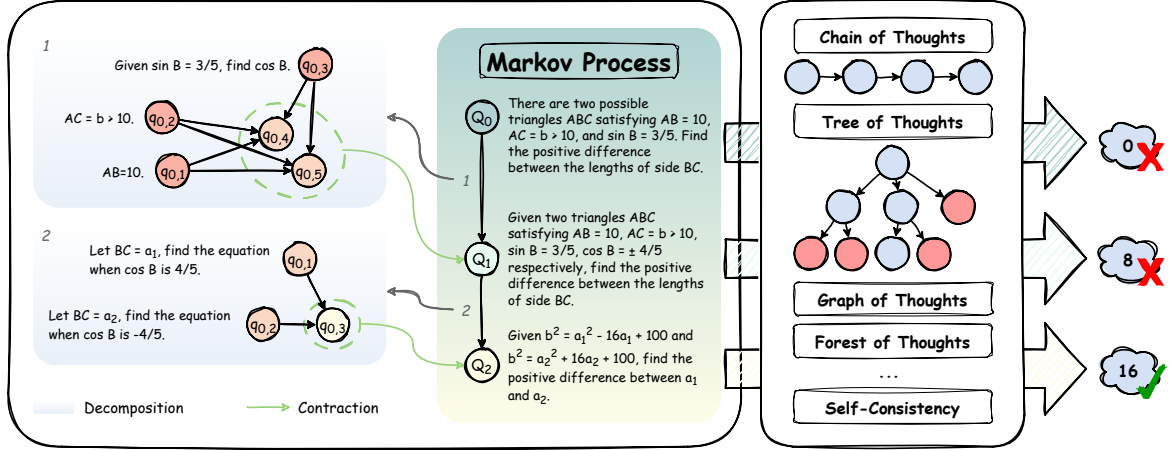 1
Given sin B = 3/5, find cos B.
q0,3
AC = b > 10.
q0,2
q0,4
AB=10.
q0,1
q0,5
2
Let BC = a₁, find the equation
when cos B is 4/5.
q0,1
Let BC = a₂, find the equation
when cos B is -4/5.
q0,2
q0,3
Decomposition
Contraction
Markov Process
Q₀
There are two possible
triangles ABC satisfying AB = 10,
AC = b > 10, and sin B = 3/5. Find
the positive difference
between the lengths of side BC.
1
Q₁
Given two triangles ABC
satisfying AB = 10, AC = b > 10,
sin B = 3/5, cos B = ± 4/5
respectively, find the positive
difference between the lengths
of side BC.
2
Q₂
Given b² = a₁² - 16a₁ + 100 and
b² = a₂² + 16a₂ + 100, find the
positive difference between a₁
and a₂.
Chain of Thoughts
Tree of Thoughts
Graph of Thoughts
Forest of Thoughts
...
Self-Consistency
0
8
16